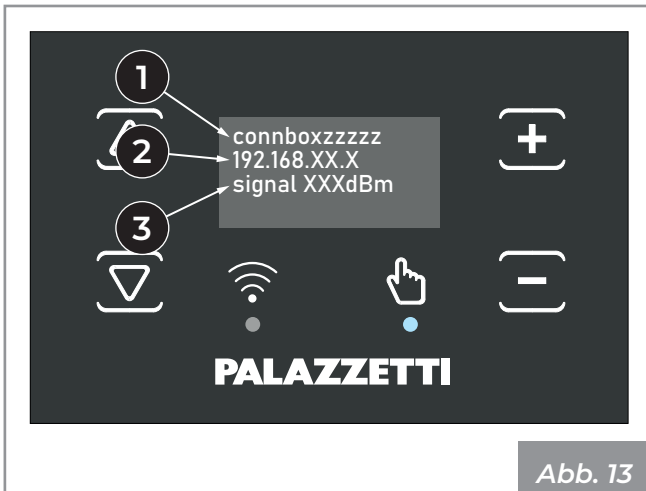 1
connboxzzzzz
2
192.168.XX.X
signal XXXdBm
3
+
−
PALAZZETTI
Abb. 13